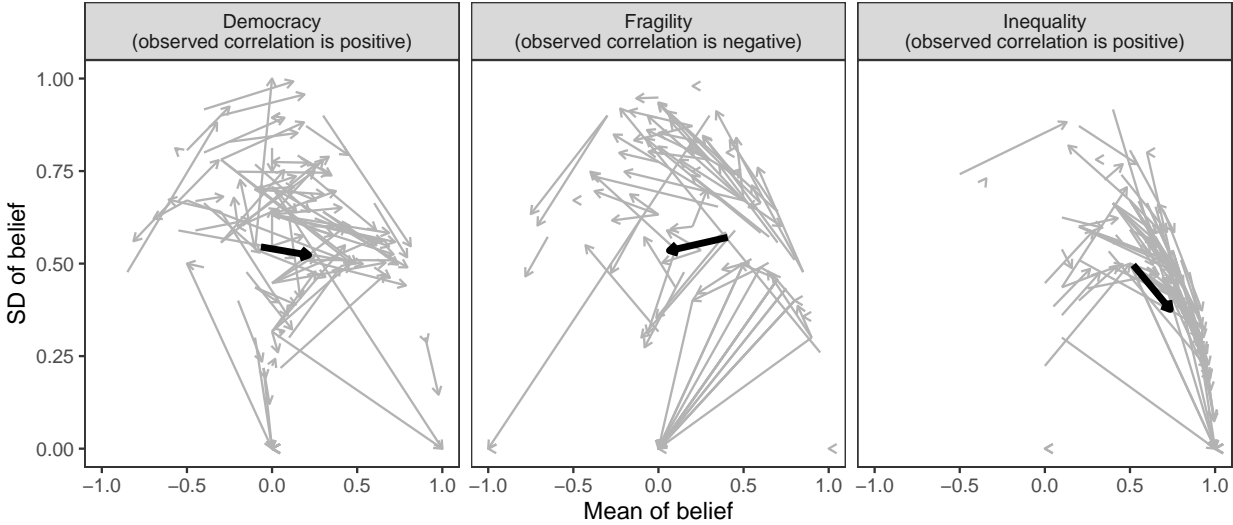 Democracy
(observed correlation is positive)
Fragility
(observed correlation is negative)
Inequality
(observed correlation is positive)
SD of belief
1.00
0.75
0.50
0.25
0.00
−1.0 −0.5 0.0 0.5 1.0
−1.0 −0.5 0.0 0.5 1.0
−1.0 −0.5 0.0 0.5 1.0
Mean of belief